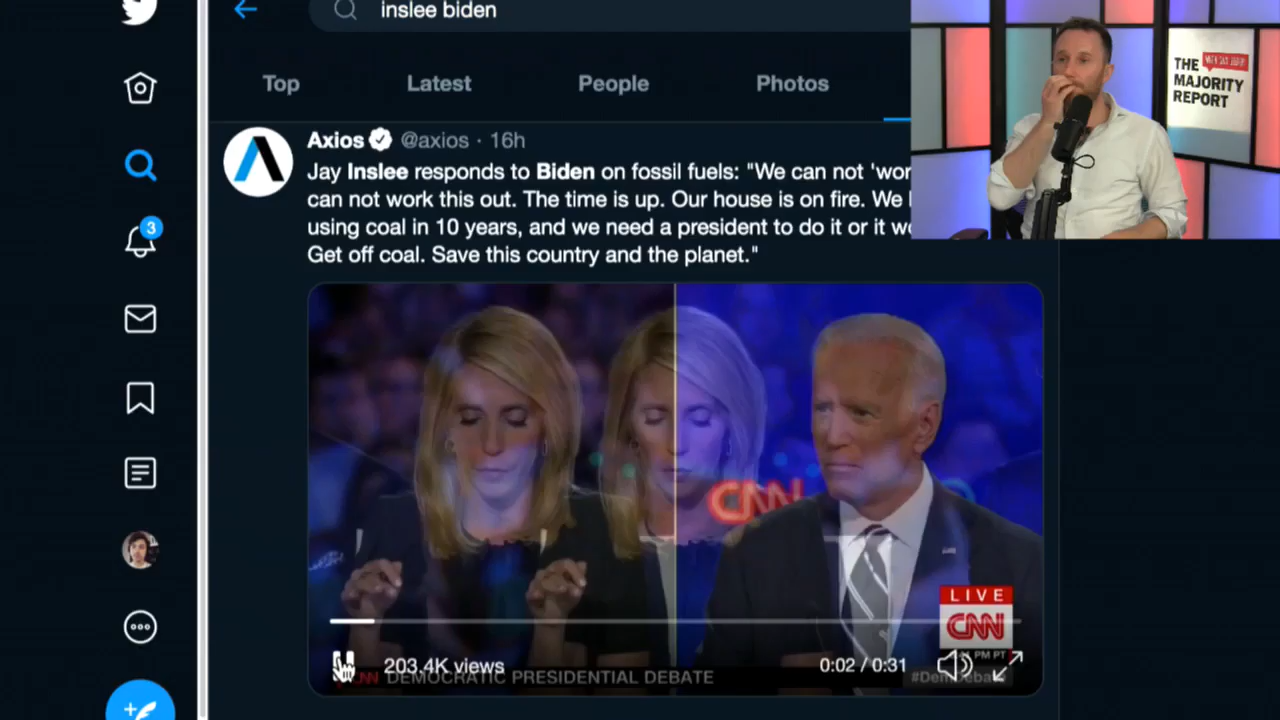 inslee biden
Top Latest People Photos
Axios @axios · 16h
Jay Inslee responds to Biden on fossil fuels: "We can not
can not work this out. The time is up. Our house is on fire. We
using coal in 10 years, and we need a president to do it or it
Get off coal. Save this country and the planet."
3
THE
MAJORITY
REPORT
CNN
LIVE
CNN
PM PT
203.4K views
0:02 / 0:31
DEMOCRATIC PRESIDENTIAL DEBATE